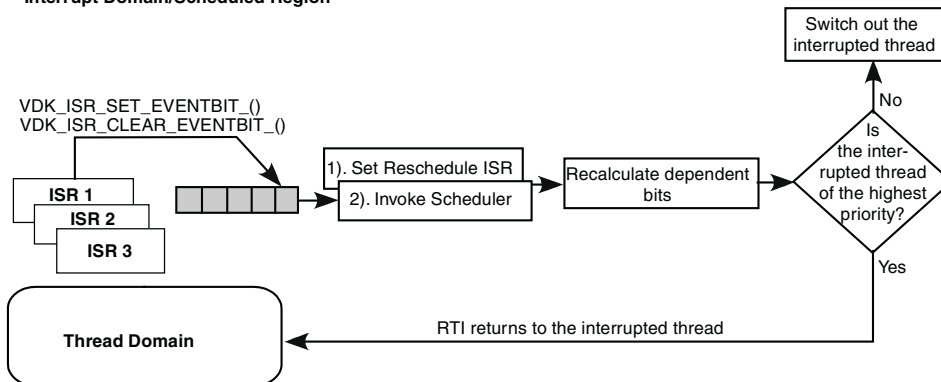 Interrupt Domain/Scheduled Region
Switch out the
interrupted thread
VDK_ISR_SET_EVENTBIT_()
VDK_ISR_CLEAR_EVENTBIT_()
No
Is
the inter-
rupted thread
of the highest
priority?
1). Set Reschedule ISR
2). Invoke Scheduler
Recalculate dependent
bits
ISR 1
ISR 2
ISR 3
Yes
RTI returns to the interrupted thread
Thread Domain